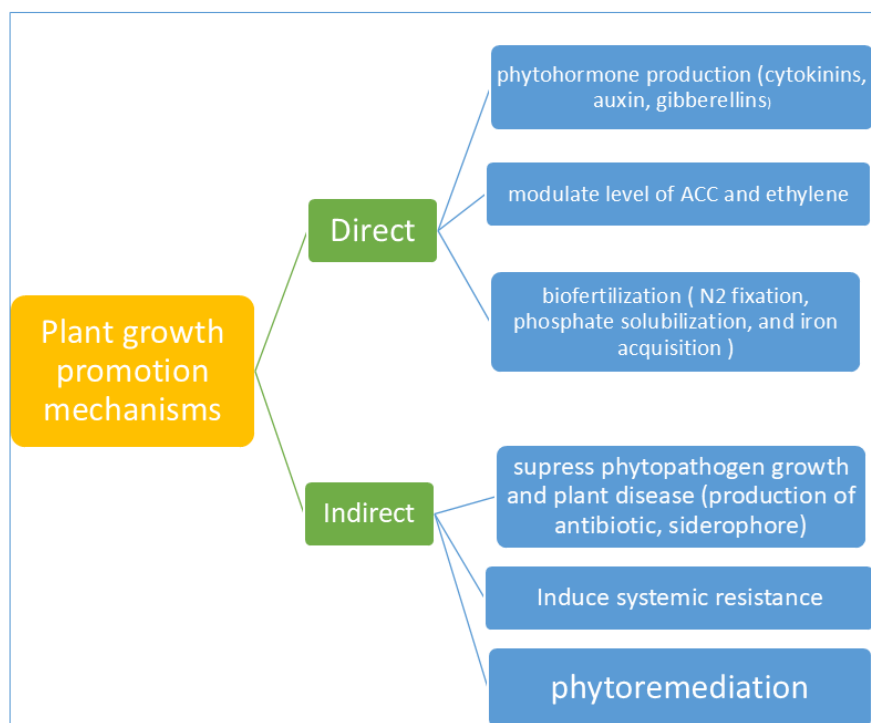 Plant growth
promotion
mechanisms
Direct
phytohormone production (cytokinins,
auxin, gibberellins)
modulate level of ACC and ethylene
biofertilization ( N2 fixation,
phosphate solubilization, and iron
acquisition )
Indirect
supress phytopathogen growth
and plant disease (production of
antibiotic, siderophore)
Induce systemic resistance
phytoremediation